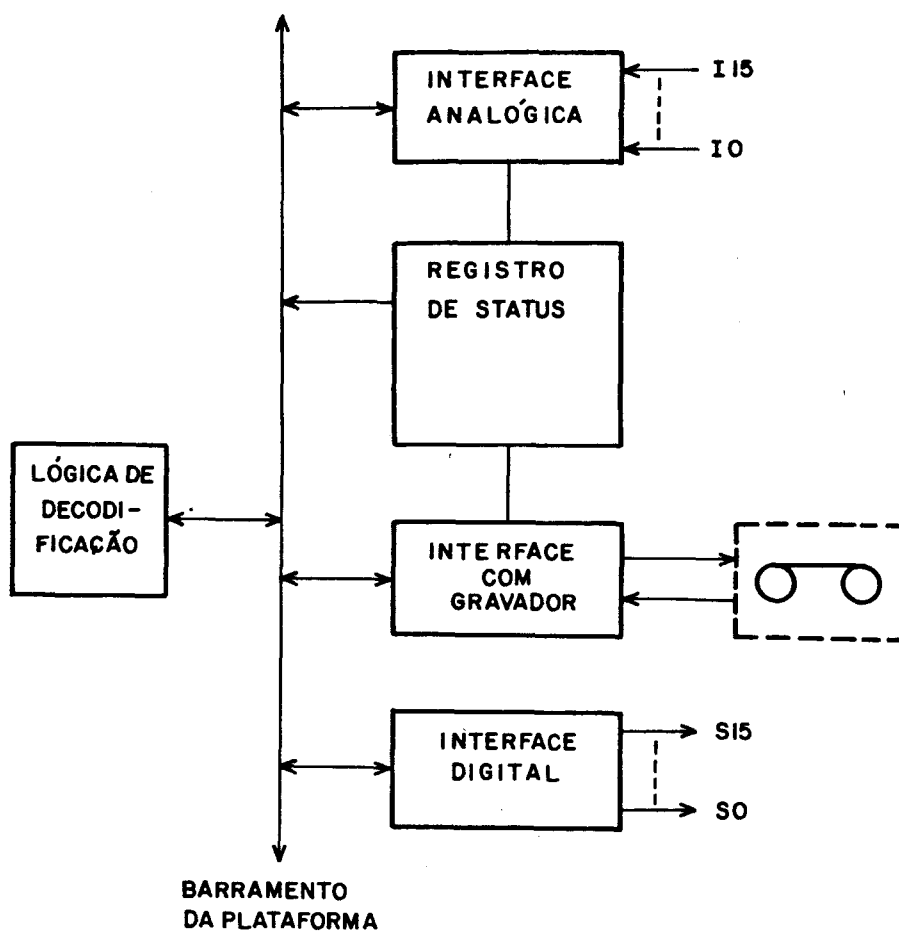 INTERFACE
ANALÓGICA
I15
I0
REGISTRO
DE STATUS
LÓGICA DE
DECODI-
FICAÇÃO
INTERFACE
COM
GRAVADOR
INTERFACE
DIGITAL
S15
S0
BARRAMENTO
DA PLATAFORMA